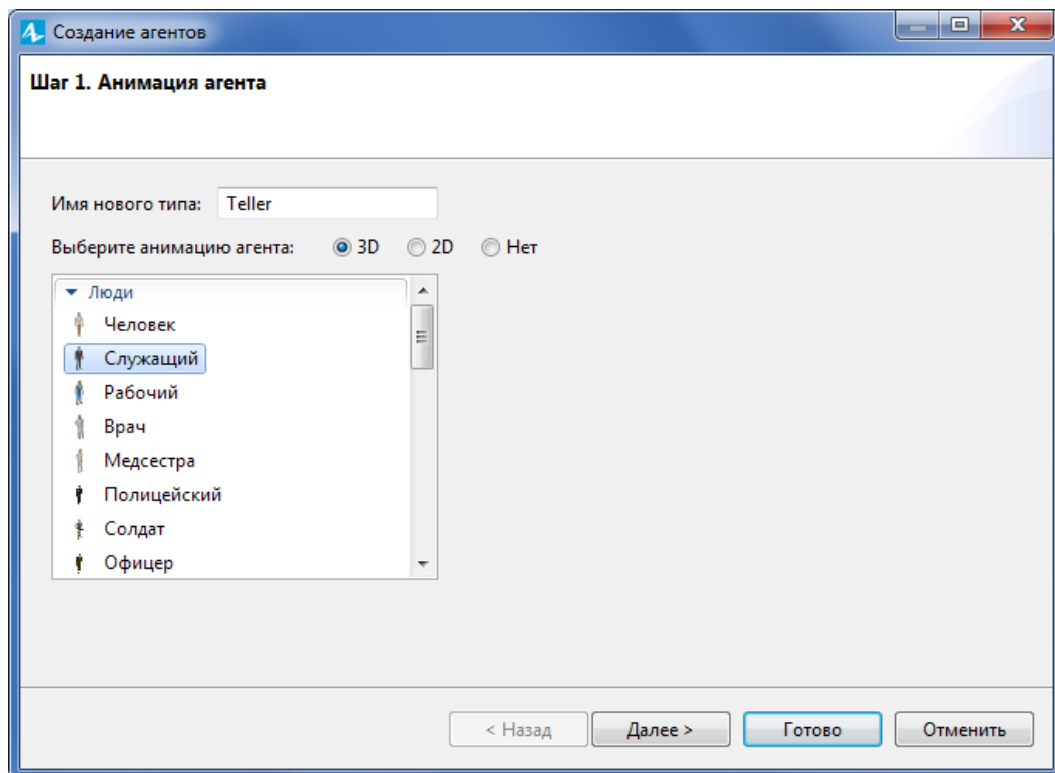 Создание агентов
Шаг 1. Анимация агента
Имя нового типа: Teller
Выберите анимацию агента: 3D 2D Нет
Люди
Человек
Служащий
Рабочий
Врач
Медсестра
Полицейский
Солдат
Офицер
< Назад Далее > Готово Отменить